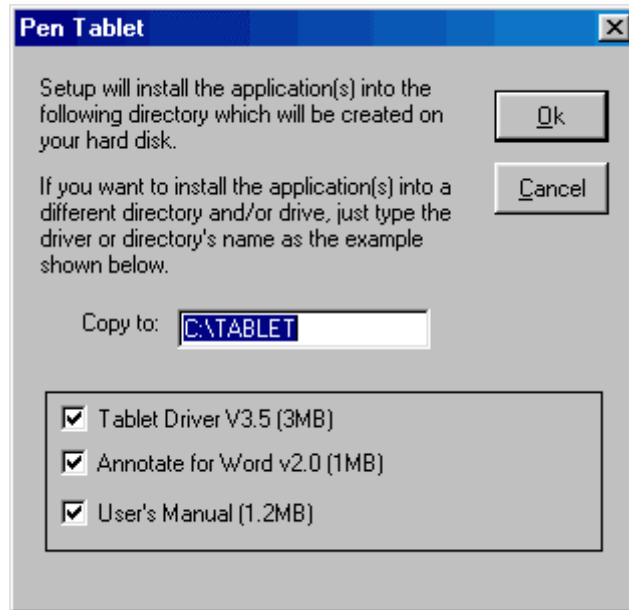 Pen Tablet
Setup will install the application(s) into the
following directory which will be created on
your hard disk.
Ok
If you want to install the application(s) into a
different directory and/or drive, just type the
driver or directory's name as the example
shown below.
Cancel
Copy to: C:\TABLET
Tablet Driver V3.5 (3MB)
Annotate for Word v2.0 (1MB)
User's Manual (1.2MB)